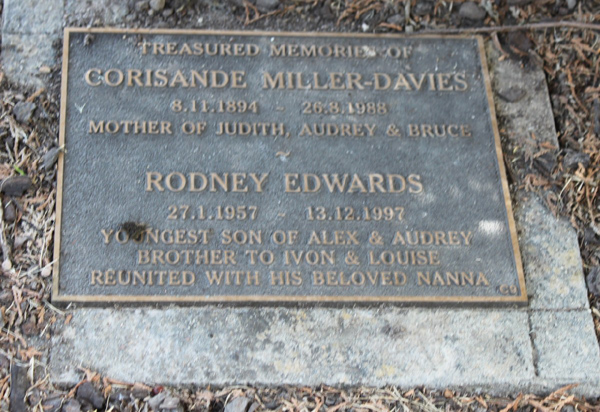 TREASURED MEMORIES OF
CORISANDE MILLER-DAVIES
8.11.1894 - 26.8.1988
MOTHER OF JUDITH, AUDREY & BRUCE
~
RODNEY EDWARDS
27.1.1957 - 13.12.1997
YOUNGEST SON OF ALEX & AUDREY
BROTHER TO IVON & LOUISE
REUNITED WITH HIS BELOVED NANNA